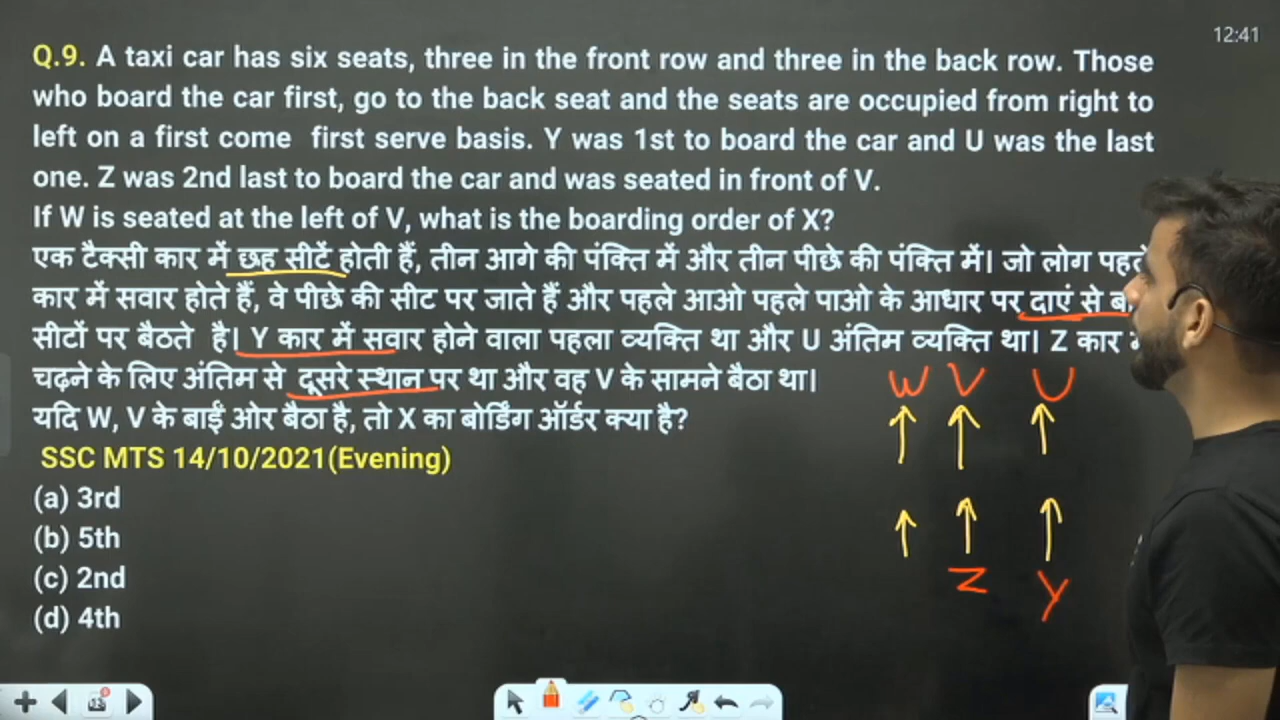 12:41
Q.9. A taxi car has six seats, three in the front row and three in the back row. Those
who board the car first, go to the back seat and the seats are occupied from right to
left on a first come first serve basis. Y was 1st to board the car and U was the last
one. Z was 2nd last to board the car and was seated in front of V.
If W is seated at the left of V, what is the boarding order of X?
एक टैक्सी कार में छह सीटें होती हैं, तीन आगे की पंक्ति में और तीन पीछे की पंक्ति में। जो लोग
कार में सवार होते हैं, वे पीछे की सीट पर जाते हैं और पहले आओ पहले पाओ के आधार पर दाएं से
सीटों पर बैठते है। Y कार में सवार होने वाला पहला व्यक्ति था और U अंतिम व्यक्ति था। Z कार
चढ़ने के लिए अंतिम से दूसरे स्थान पर था और वह V के सामने बैठा था।
यदि W, V के बाईं ओर बैठा है, तो X का बोर्डिंग ऑर्डर क्या है?
W V U
SSC MTS 14/10/2021(Evening)
(a) 3rd
(b) 5th
(c) 2nd
(d) 4th
Z Y